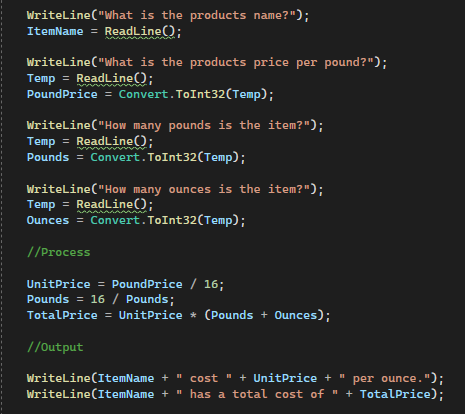 WriteLine("What is the products name?");
ItemName = ReadLine();
WriteLine("What is the products price per pound?");
Temp = ReadLine();
PoundPrice = Convert.ToInt32(Temp);
WriteLine("How many pounds is the item?");
Temp = ReadLine();
Pounds = Convert.ToInt32(Temp);
WriteLine("How many ounces is the item?");
Temp = ReadLine();
Ounces = Convert.ToInt32(Temp);
//Process
UnitPrice = PoundPrice / 16;
Pounds = 16 / Pounds;
TotalPrice = UnitPrice * (Pounds + Ounces);
//Output
WriteLine(ItemName + " cost " + UnitPrice + " per ounce.");
WriteLine(ItemName + " has a total cost of " + TotalPrice);